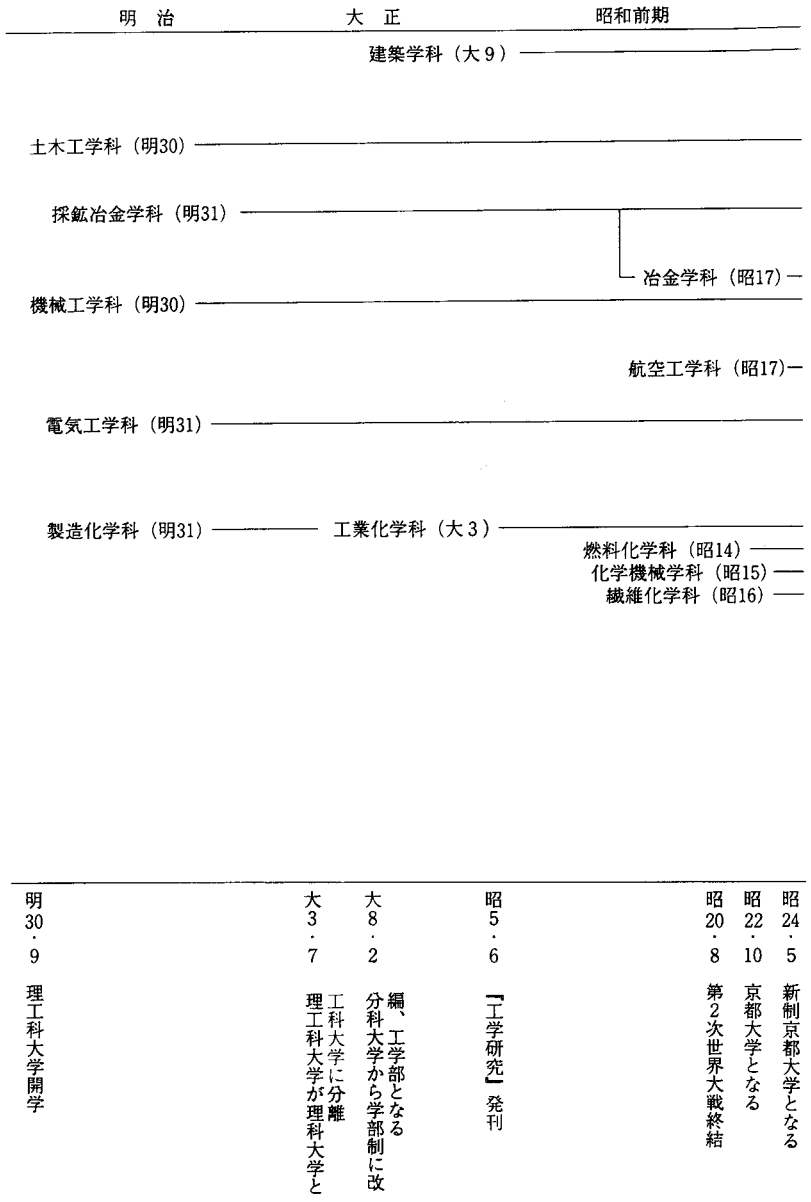 明治　大正　昭和前期
建築学科（大9）
土木工学科（明30）
採鉱冶金学科（明31）
冶金学科（昭17）
機械工学科（明30）
航空工学科（昭17）
電気工学科（明31）
製造化学科（明31）　工業化学科（大3）
燃料化学科（昭14）
化学機械学科（昭15）
繊維化学科（昭16）
昭24・5　新制京都大学となる
昭22・10　京都大学となる
昭20・8　第2次世界大戦終結
昭5・6　『工学研究』発刊
大8・2　分科大学から学部制に改
編、工学部となる
大3・7　理工科大学が理科大学と
工科大学に分離
明30・9　理工科大学開学